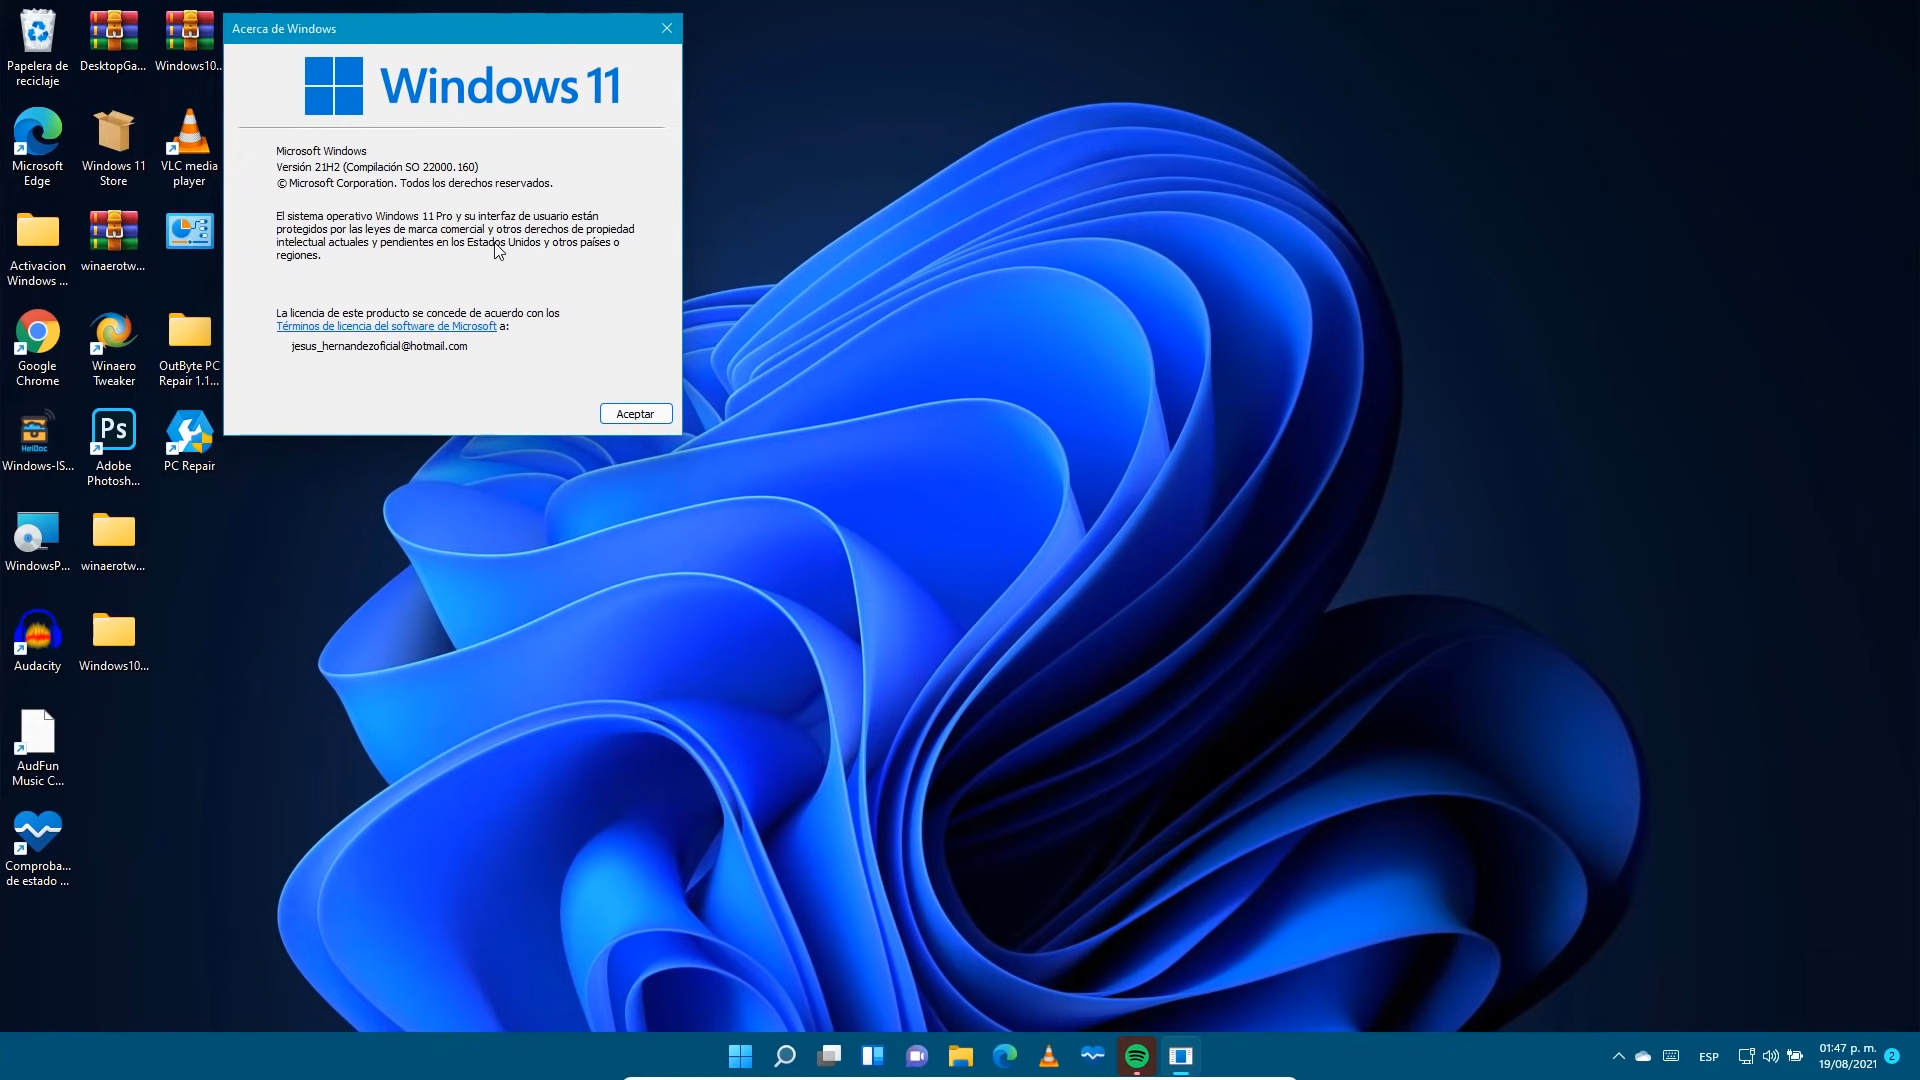 Papelera de
reciclaje
DesktopGa...
Windows10...
Microsoft
Edge
Windows 11
Store
VLC media
player
Activacion
Windows ...
winaerotw...
Google
Chrome
Winaero
Tweaker
OutByte PC
Repair 1.1...
HeiDoc
Windows-IS...
Ps
Adobe
Photosh...
PC Repair
WindowsP...
winaerotw...
Audacity
Windows10...
AudFun
Music C...
Comproba...
de estado ...
Acerca de Windows
Windows 11
Microsoft Windows
Versión 21H2 (Compilación SO 22000.160)
© Microsoft Corporation. Todos los derechos reservados.
El sistema operativo Windows 11 Pro y su interfaz de usuario están
protegidos por las leyes de marca comercial y otros derechos de propiedad
intelectual actuales y pendientes en los Estados Unidos y otros países o
regiones.
La licencia de este producto se concede de acuerdo con los
Términos de licencia del software de Microsoft a:
jesus_hernandezoficial@hotmail.com
Aceptar
ESP
01:47 p. m.
19/08/2021
2